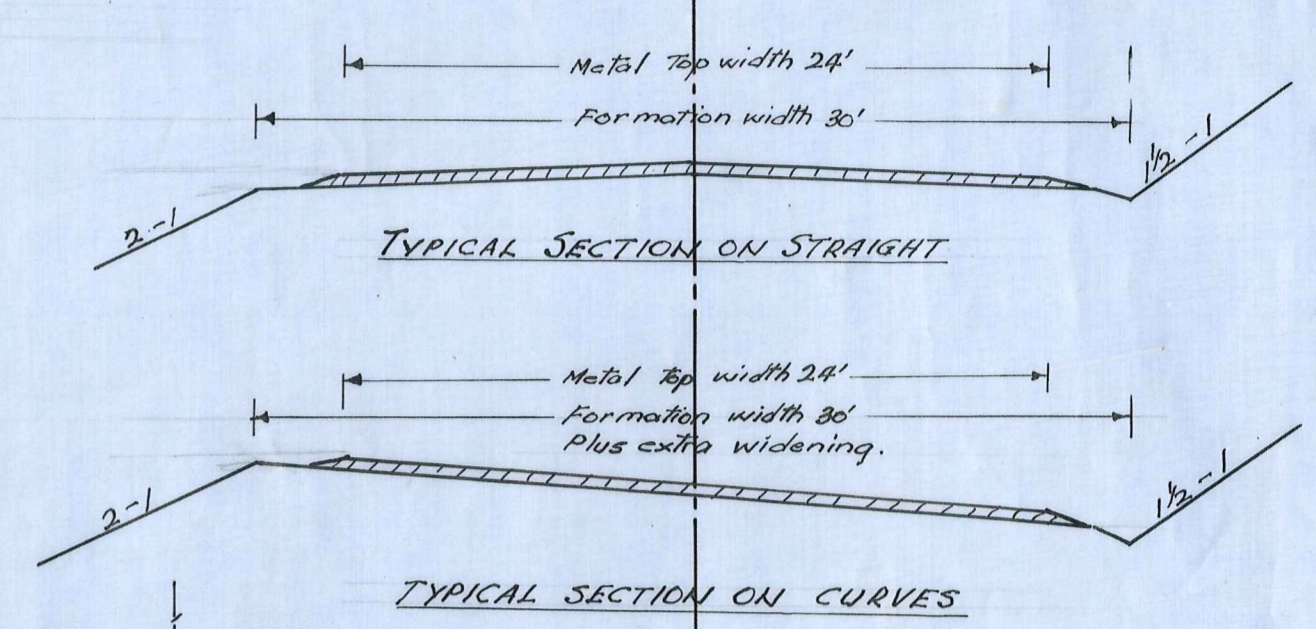 Metal Top width 24'
Formation width 30'
2 - 1
1½ - 1
TYPICAL SECTION ON STRAIGHT
Metal Top width 24'
Formation width 30'
Plus extra widening.
2 - 1
1½ - 1
TYPICAL SECTION ON CURVES